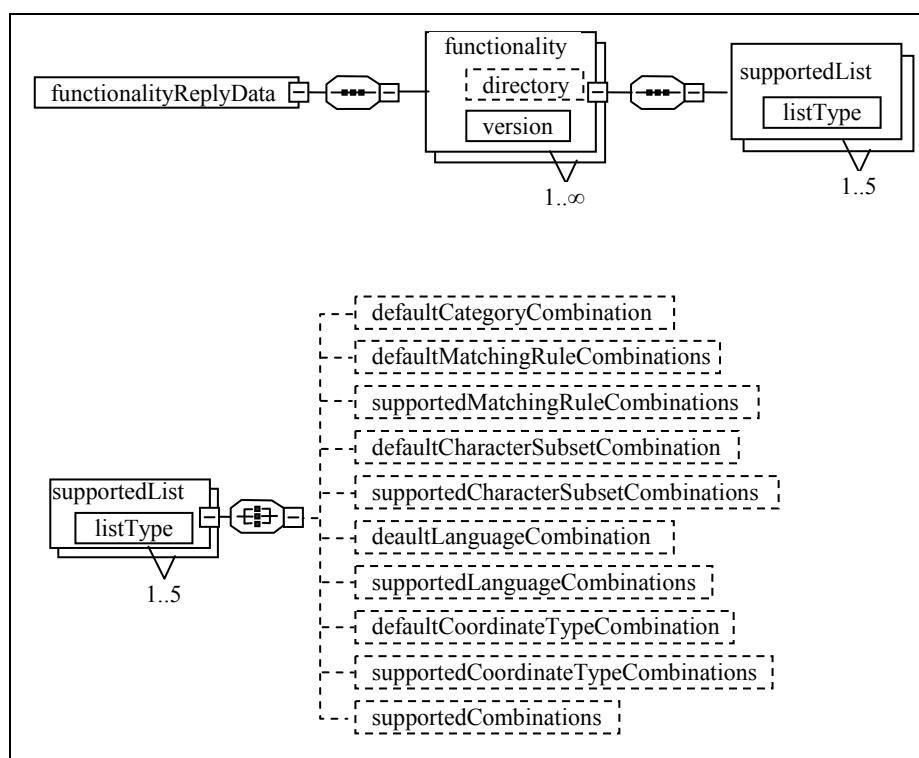 functionality
functionalityReplyData
directory
version
1..∞
supportedList
listType
1..5
defaultCategoryCombination
defaultMatchingRuleCombinations
supportedMatchingRuleCombinations
defaultCharacterSubsetCombination
supportedList
supportedCharacterSubsetCombinations
listType
deaultLanguageCombination
1..5
supportedLanguageCombinations
defaultCoordinateTypeCombination
supportedCoordinateTypeCombinations
supportedCombinations